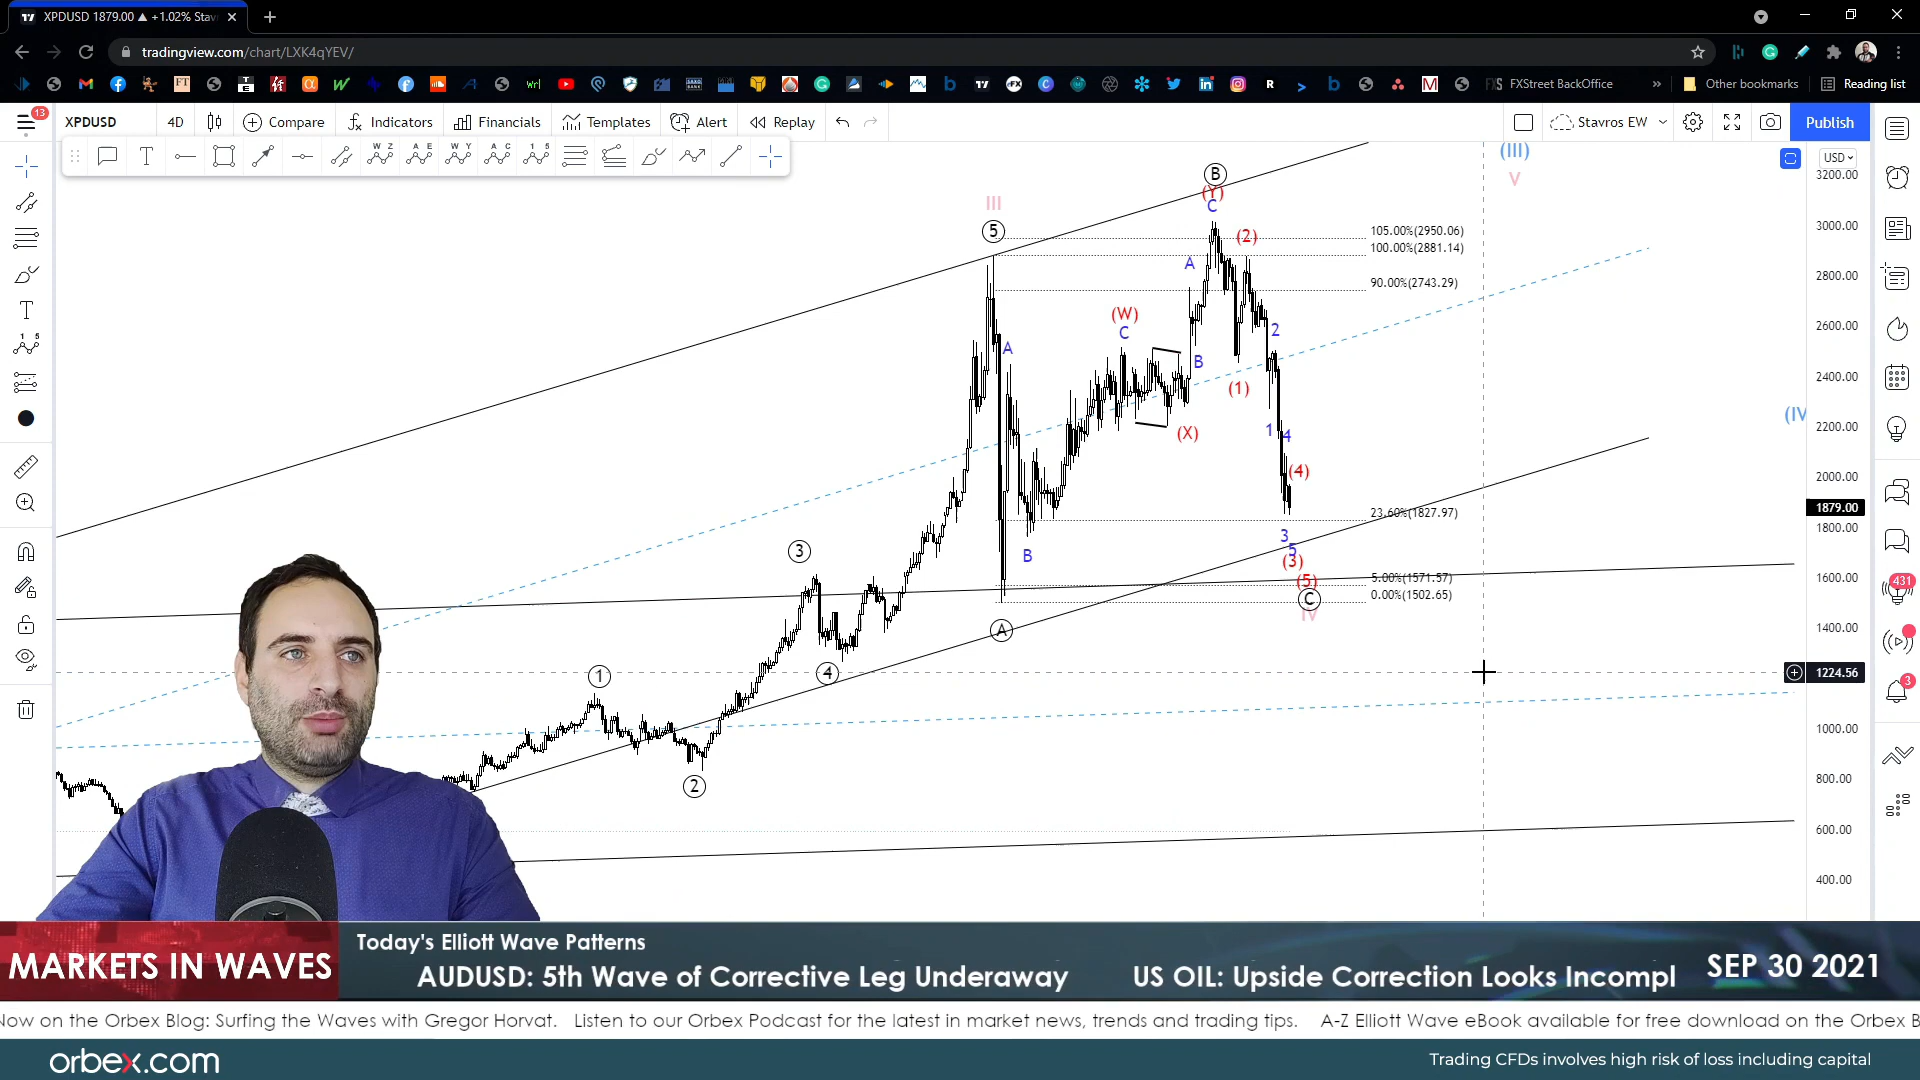 XPDUSD 1879.00 ▲ +1.02% Stav
tradingview.com/chart/LXK4qYEV/
FXStreet BackOffice
Other bookmarks
Reading list
13
XPDUSD
4D
Compare
Indicators
Financials
Templates
Alert
Replay
Stavros EW
Publish
USD
(III)
V
3200.00
3000.00
2800.00
2600.00
2400.00
2200.00
2000.00
1879.00
1800.00
1600.00
1400.00
1224.56
1000.00
800.00
600.00
400.00
III
5
B
(Y)
C
(2)
A
105.00%(2950.06)
100.00%(2881.14)
90.00%(2743.29)
(W)
C
A
2
B
(1)
(IV
(X)
1
4
(4)
23.60%(1827.97)
3
B
3
5
(3)
(5)
5.00%(1571.57)
0.00%(1502.65)
C
IV
A
4
1
2
431
3
Today's Elliott Wave Patterns
MARKETS IN WAVES
AUDUSD: 5th Wave of Corrective Leg Underaway
US OIL: Upside Correction Looks Incompl
SEP 30 2021
Now on the Orbex Blog: Surfing the Waves with Gregor Horvat. Listen to our Orbex Podcast for the latest in market news, trends and trading tips. A-Z Elliott Wave eBook available for free download on the Orbex B
orbex.com
Trading CFDs involves high risk of loss including capital